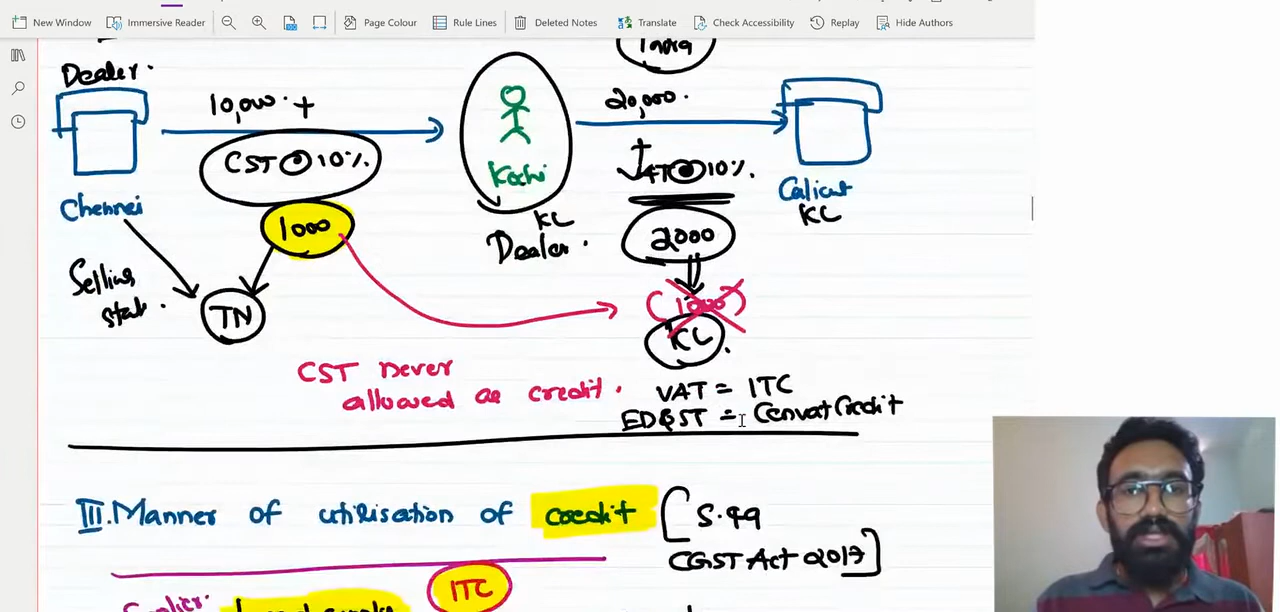 New Window Immersive Reader Page Colour Rule Lines Deleted Notes Translate Check Accessibility Replay Hide Authors
India
Dealer.
10,000. +
20,000.
CST @ 10%.
VAT @ 10%.
Kochi
Chennai
KL
Dealer.
Calicut
KL
1000
2000
Selling
state.
TN
(1000)
KL.
CST never
allowed as credit.
VAT = ITC
ED&ST = Cenvat Credit
III. Manner of utilisation of credit [S.49
CGST Act 2017]
ITC
Earlier.